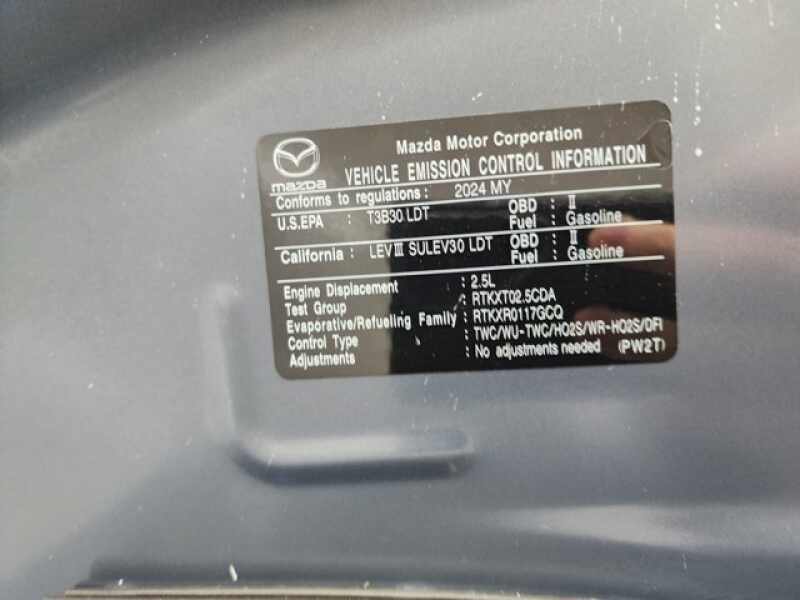 Mazda Motor Corporation
mazda
VEHICLE EMISSION CONTROL INFORMATION
Conforms to regulations : 2024 MY
U.S.EPA : T3B30 LDT OBD : II
Fuel : Gasoline
California : LEVIII SULEV30 LDT OBD : II
Fuel : Gasoline
Engine Displacement : 2.5L
Test Group : RTKXT02.5CDA
Evaporative/Refueling Family : RTKXR0117GCQ
Control Type : TWC/WU-TWC/HO2S/WR-HO2S/DFI
Adjustments : No adjustments needed (PW2T)